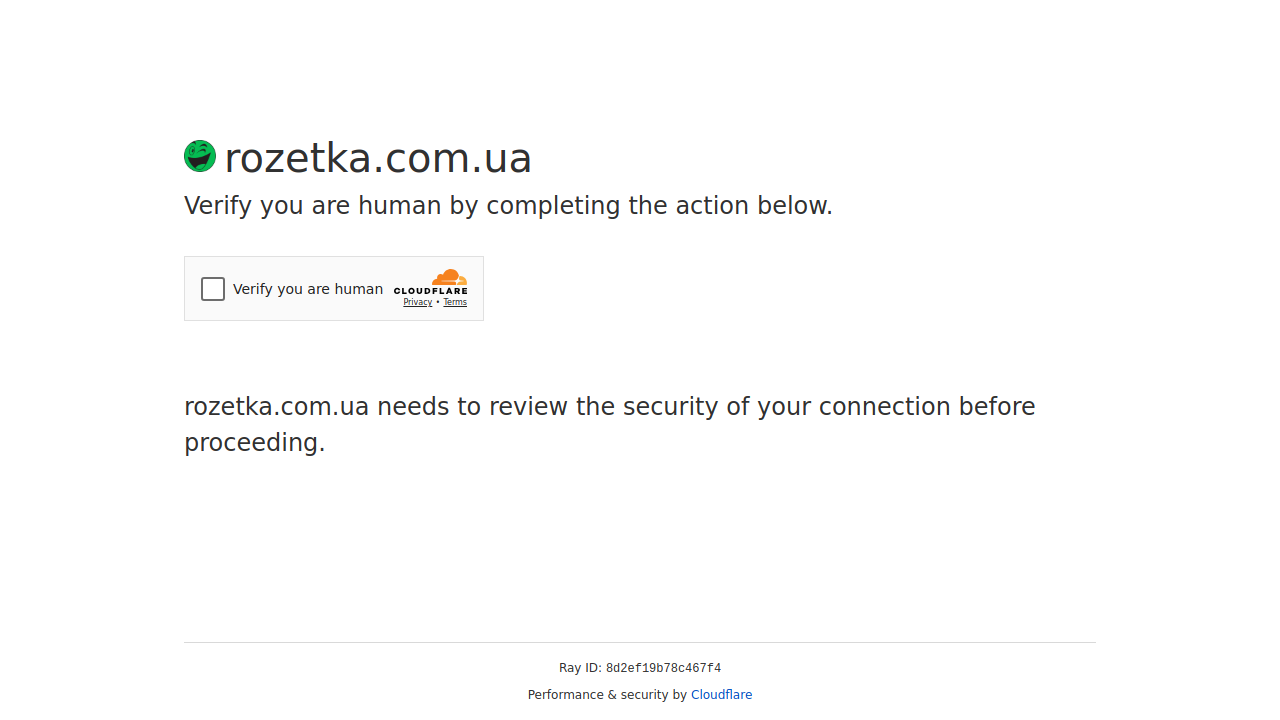 rozetka.com.ua
Verify you are human by completing the action below.
Verify you are human
CLOUDFLARE
Privacy • Terms
rozetka.com.ua needs to review the security of your connection before
proceeding.
Ray ID: 8d2ef19b78c467f4
Performance & security by Cloudflare